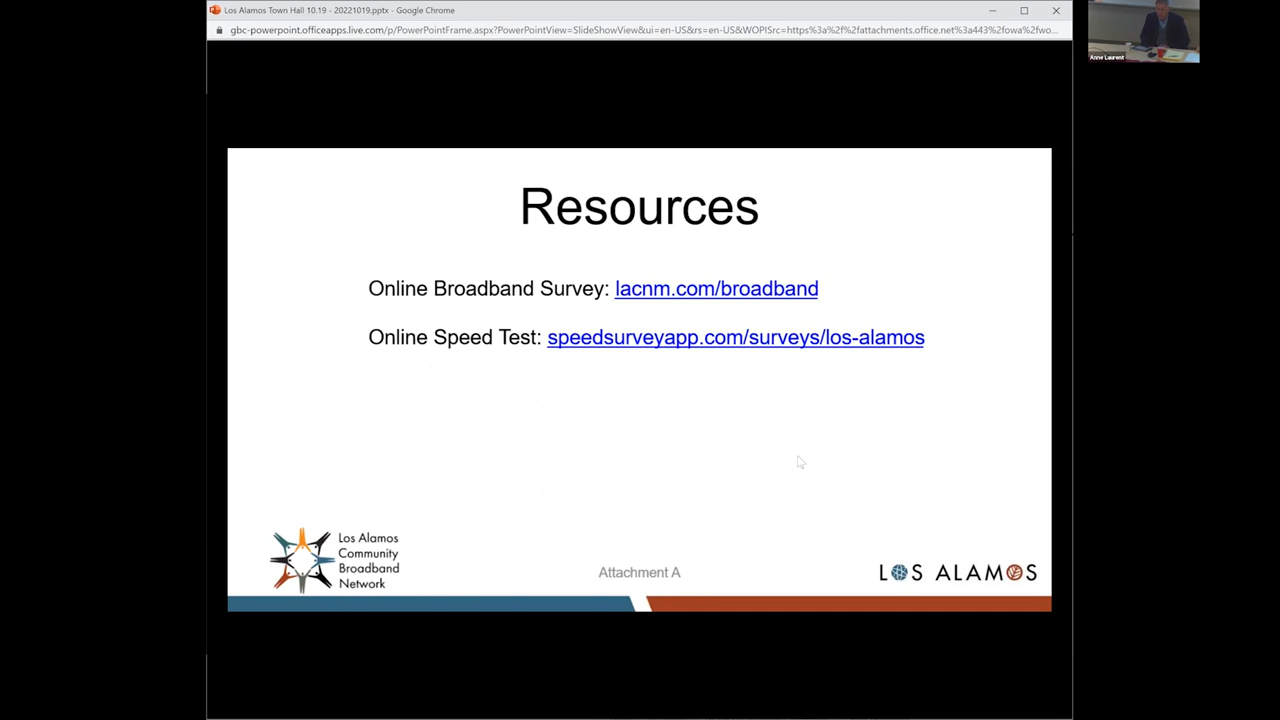 Los Alamos Town Hall 10.19 - 20221019.pptx - Google Chrome
gbc-powerpoint.officeapps.live.com/p/PowerPointFrame.aspx?PowerPointView=SlideShowView&ui=en-US&rs=en-US&WOPISrc=https%3a%2f%2fattachments.office.net%3a443%2fowa%2fwo...
Anne Laurent
Resources
Online Broadband Survey: lacnm.com/broadband
Online Speed Test: speedsurveyapp.com/surveys/los-alamos
Los Alamos
Community
Broadband
Network
Attachment A
LOS ALAMOS